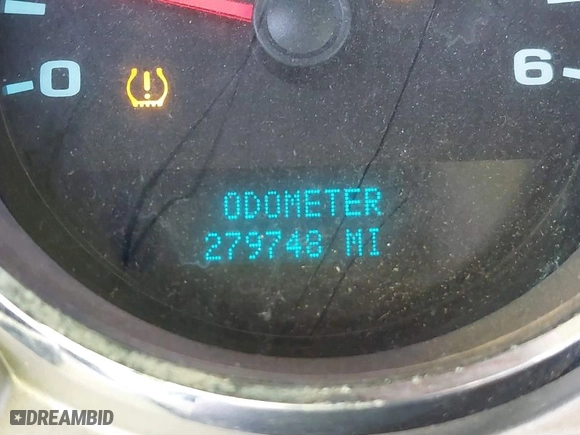 0 6
ODOMETER
279748 MI
DREAMBID